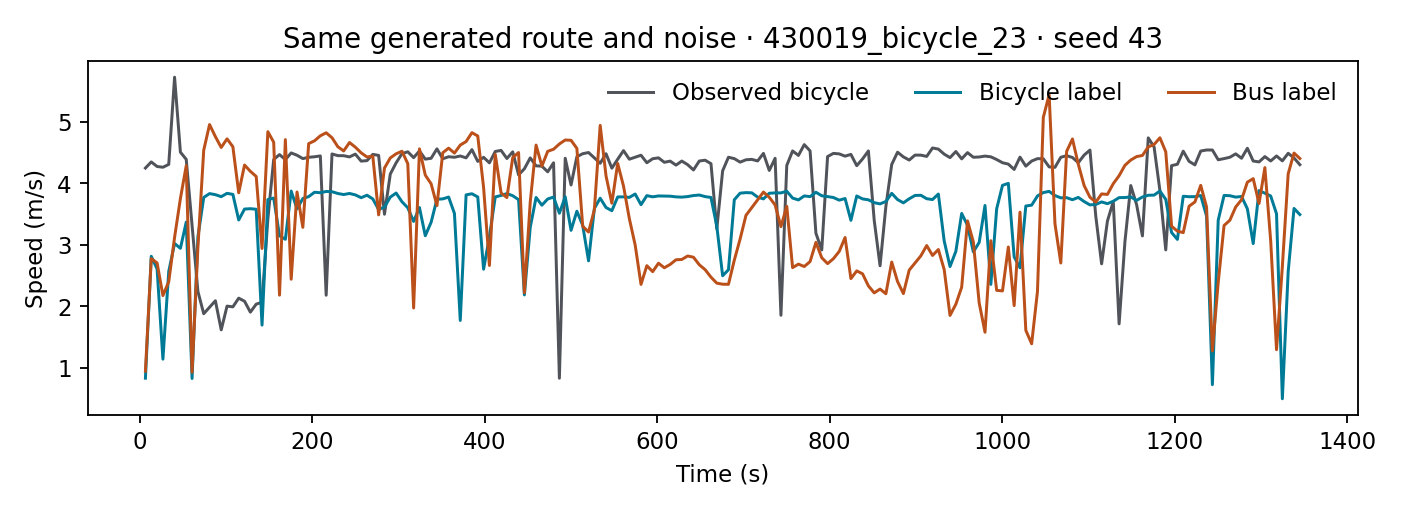 Same generated route and noise · 430019_bicycle_23 · seed 43
Observed bicycle
Bicycle label
Bus label
Speed (m/s)
5
4
3
2
1
0
200
400
600
800
1000
1200
1400
Time (s)